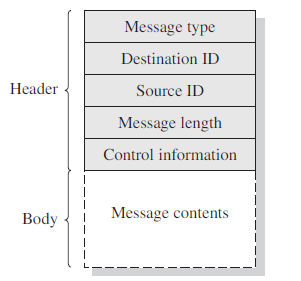 Message type
Destination ID
Header
Source ID
Message length
Control information
Message contents
Body